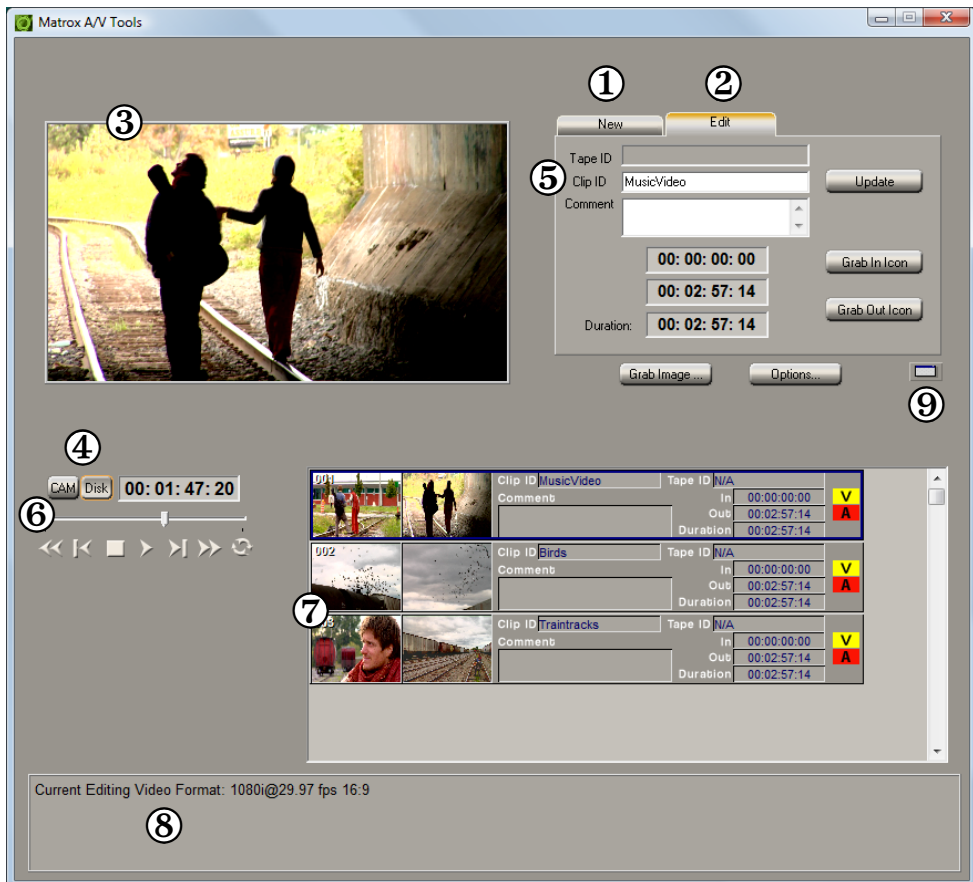 Matrox A/V Tools
1
2
3
New
Edit
Tape ID
5
Clip ID MusicVideo
Update
Comment
00: 00: 00: 00
Grab In Icon
00: 02: 57: 14
Grab Out Icon
Duration: 00: 02: 57: 14
Grab Image ...
Options...
9
4
CAM Disk 00: 01: 47: 20
6
001
Clip ID MusicVideo Tape ID N/A
Comment In 00:00:00:00 V
Out 00:02:57:14 A
Duration 00:02:57:14
002
Clip ID Birds Tape ID N/A
Comment In 00:00:00:00 V
Out 00:02:57:14 A
Duration 00:02:57:14
7
Clip ID Traintracks Tape ID N/A
Comment In 00:00:00:00 V
Out 00:02:57:14 A
Duration 00:02:57:14
Current Editing Video Format: 1080i@29.97 fps 16:9
8